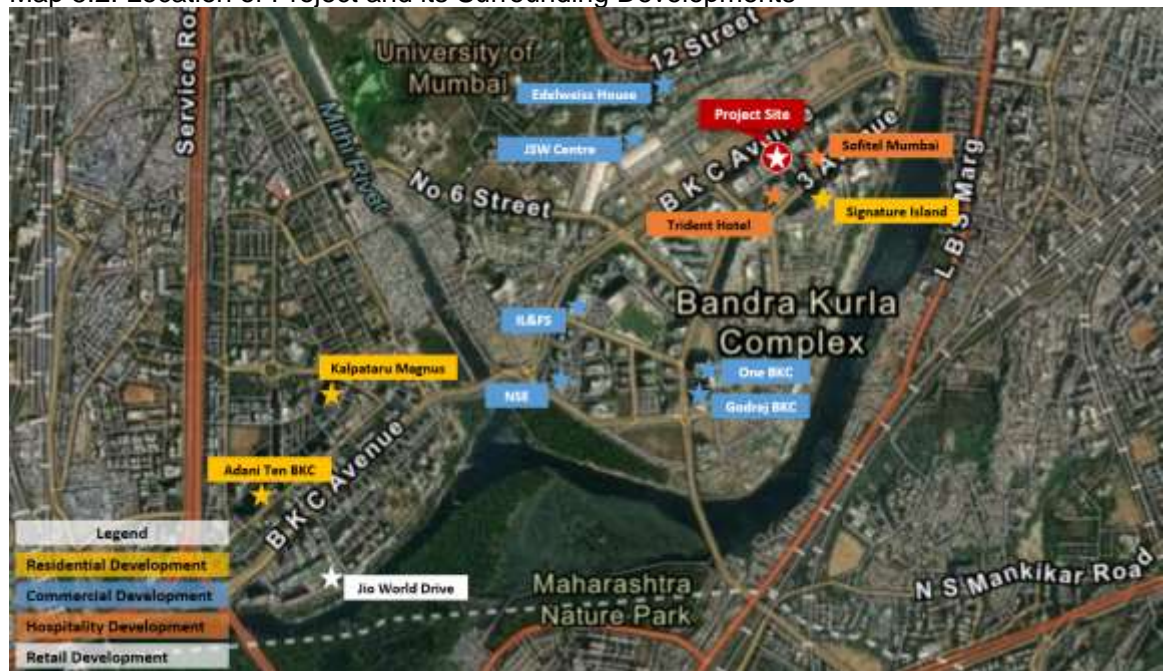 Service Roa
University of
Mumbai
12 Street
Edelweiss House
Project Site
Mithi River
JSW Centre
BKC Avenue
3 Avenue
Sofitel Mumbai
No 6 Street
Trident Hotel
Signature Island
L B S Marg
Bandra Kurla
Complex
IL&FS
Kalpataru Magnus
One BKC
NSE
Godrej BKC
Adani Ten BKC
BKC Avenue
Legend
Residential Development
Commercial Development
Hospitality Development
Retail Development
Jio World Drive
Maharashtra
Nature Park
N S Mankikar Road